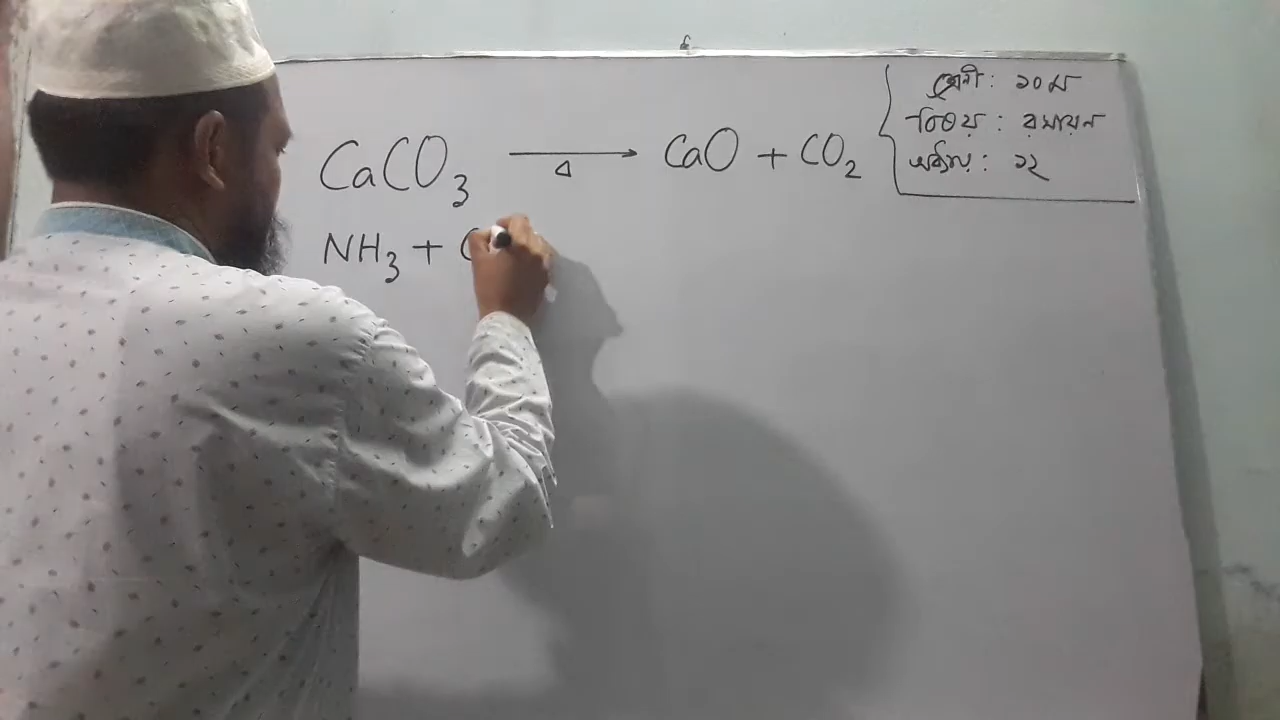 CaCO₃ →Δ CaO + CO₂
NH₃ +
শ্রেণী : ১০ম
বিষয় : রসায়ন
অধ্যায় : ১২